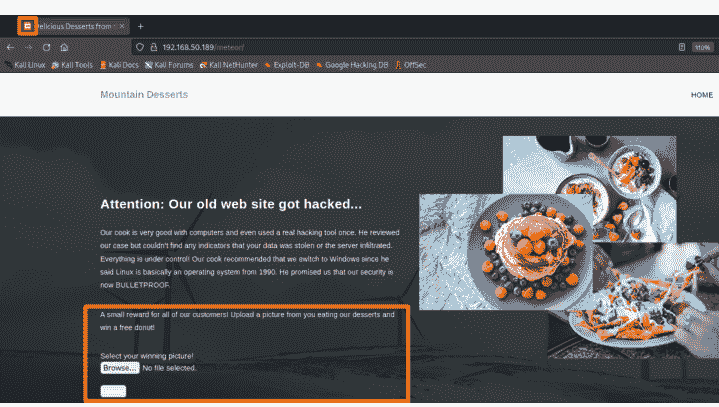 Delicious Desserts from
192.168.50.189/meteor/
110%
Kali Linux Kali Tools Kali Docs Kali Forums Kali NetHunter Exploit-DB Google Hacking DB OffSec
Mountain Desserts
HOME
Attention: Our old web site got hacked...
Our cook is very good with computers and even used a real hacking tool once. He reviewed
our case but couldn't find any indicators that your data was stolen or the server infiltrated.
Everything is under control! Our cook recommended that we switch to Windows since he
said Linux is basically an operating system from 1990. He promised us that our security is
now BULLETPROOF.
A small reward for all of our customers! Upload a picture from you eating our desserts and
win a free donut!
Select your winning picture!
Browse... No file selected.